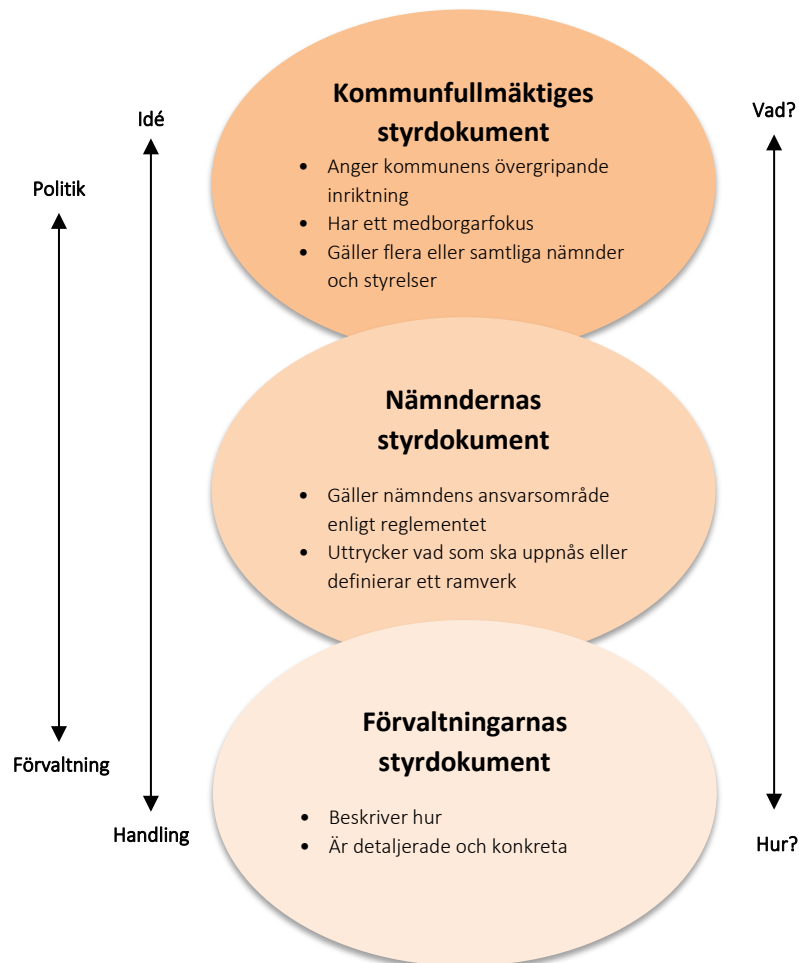 Kommunfullmäktiges
styrdokument
• Anger kommunens övergripande
inriktning
• Har ett medborgarfokus
• Gäller flera eller samtliga nämnder
och styrelser
Idé
Vad?
Politik
Nämndernas
styrdokument
• Gäller nämndens ansvarsområde
enligt reglementet
• Uttrycker vad som ska uppnås eller
definierar ett ramverk
Förvaltningarnas
styrdokument
• Beskriver hur
• Är detaljerade och konkreta
Förvaltning
Handling
Hur?